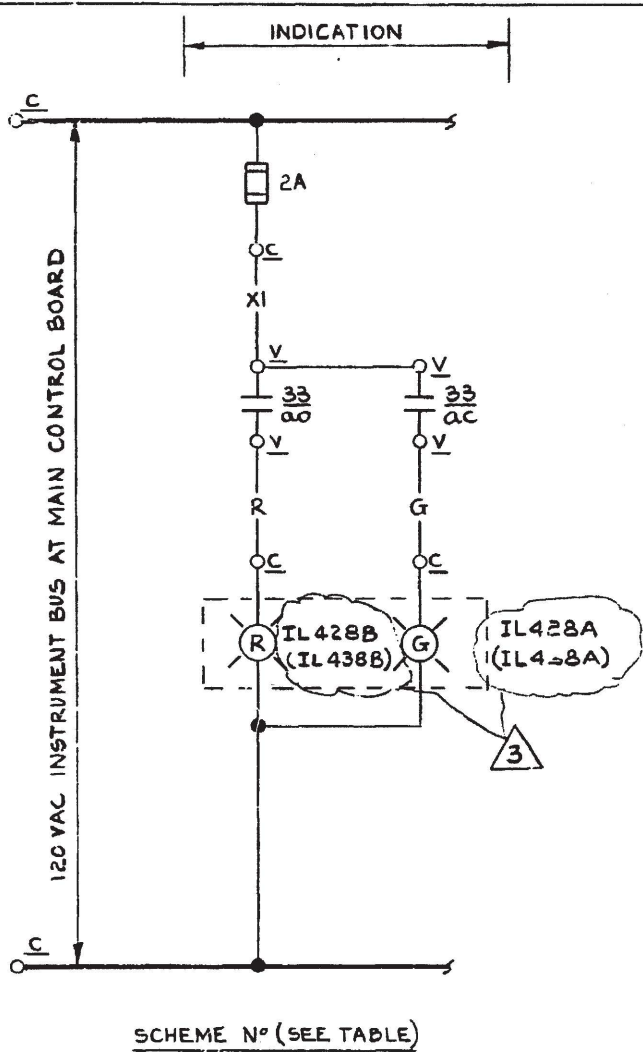 INDICATION
C
2A
C
X1
V V
33
ao
33
ac
V V
R G
C C
R
IL428B
(IL438B)
G
IL428A
(IL438A)
3
120 VAC INSTRUMENT BUS AT MAIN CONTROL BOARD
C
SCHEME Nº (SEE TABLE)